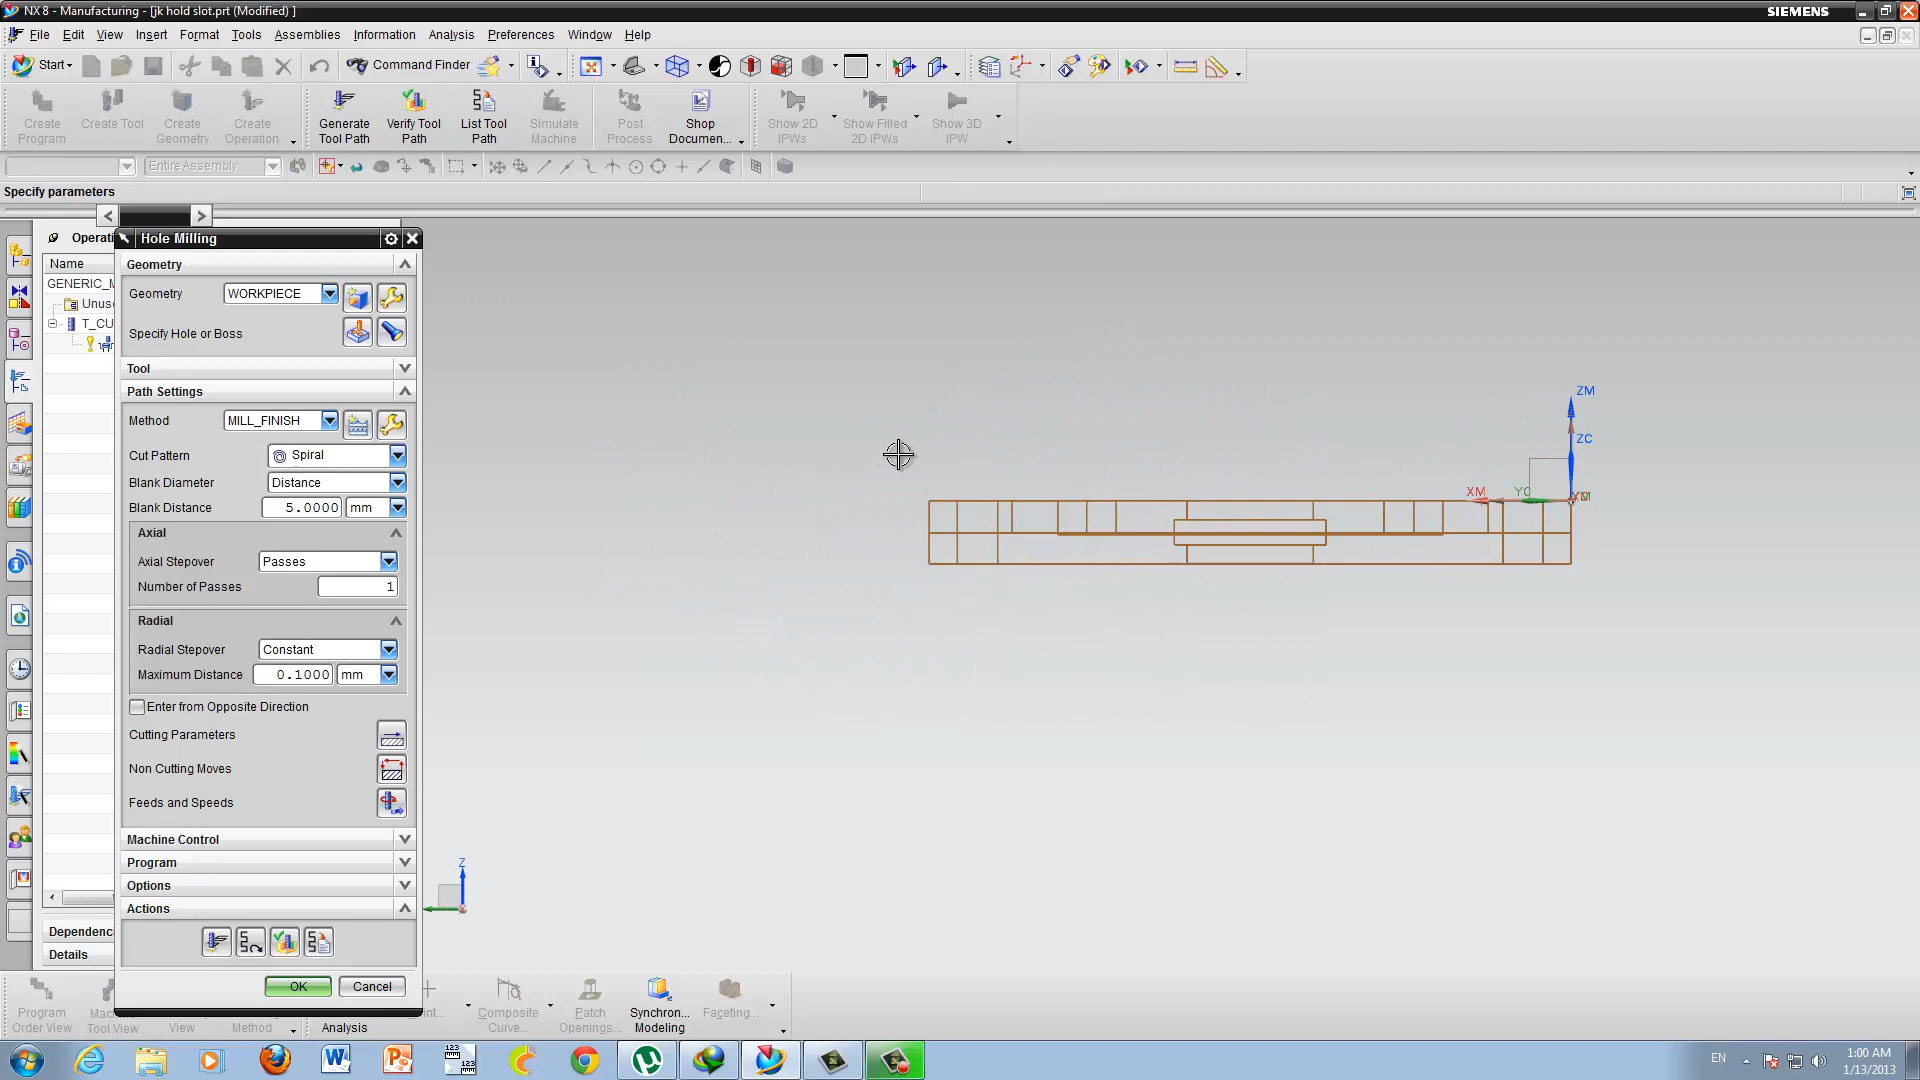 NX 8 - Manufacturing - [jk hold slot.prt (Modified) ]
SIEMENS
File Edit View Insert Format Tools Assemblies Information Analysis Preferences Window Help
Start
Command Finder
Create Program
Create Tool
Create Geometry
Create Operation
Generate Tool Path
Verify Tool Path
List Tool Path
Simulate Machine
Post Process
Shop Documen...
Show 2D IPWs
Show Filled 2D IPWs
Show 3D IPW
Entire Assembly
Specify parameters
Operati
Name
GENERIC_M
Unus
T_CU
Dependenc
Details
Hole Milling
Geometry
Geometry WORKPIECE
Specify Hole or Boss
Tool
Path Settings
Method MILL_FINISH
Cut Pattern Spiral
Blank Diameter Distance
Blank Distance 5.0000 mm
Axial
Axial Stepover Passes
Number of Passes 1
Radial
Radial Stepover Constant
Maximum Distance 0.1000 mm
Enter from Opposite Direction
Cutting Parameters
Non Cutting Moves
Feeds and Speeds
Machine Control
Program
Options
Actions
OK Cancel
ZM
ZC
XM YC
Z
Program Order View
Mach Tool View
View
Method
Analysis
Composite Curve...
Patch Openings...
Synchron... Modeling
Faceting...
EN
1:00 AM
1/13/2013